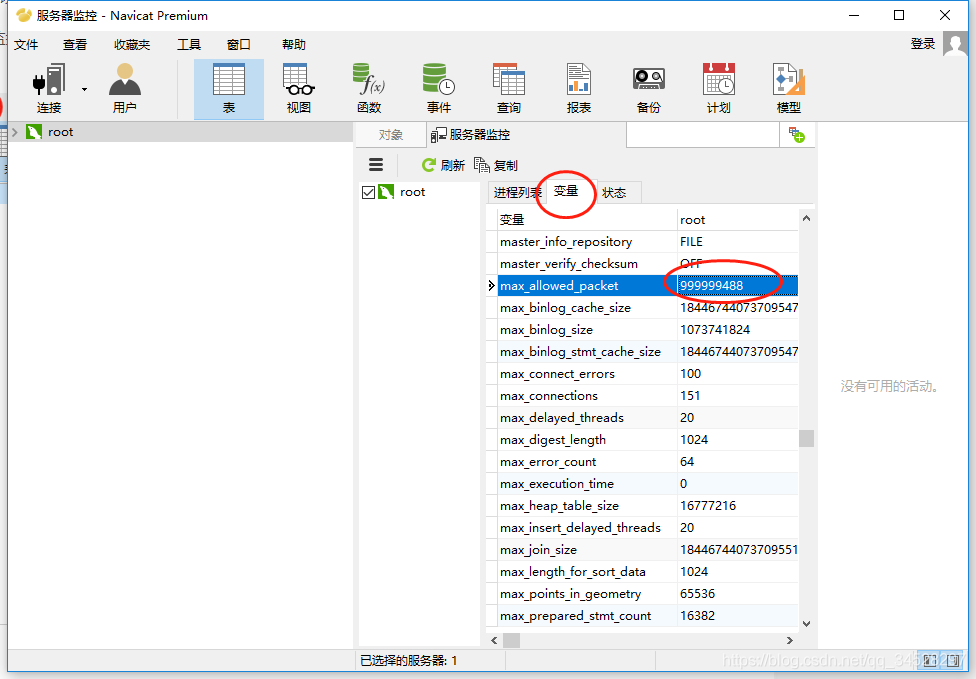 服务器监控 - Navicat Premium
文件 查看 收藏夹 工具 窗口 帮助 登录
连接 用户 表 视图 函数 事件 查询 报表 备份 计划 模型
root
对象 服务器监控
刷新 复制
root
进程列表 变量 状态
变量 root
master_info_repository FILE
master_verify_checksum OFF
max_allowed_packet 999999488
max_binlog_cache_size 18446744073709547
max_binlog_size 1073741824
max_binlog_stmt_cache_size 18446744073709547
max_connect_errors 100
max_connections 151
max_delayed_threads 20
max_digest_length 1024
max_error_count 64
max_execution_time 0
max_heap_table_size 16777216
max_insert_delayed_threads 20
max_join_size 18446744073709551
max_length_for_sort_data 1024
max_points_in_geometry 65536
max_prepared_stmt_count 16382
没有可用的活动。
已选择的服务器: 1